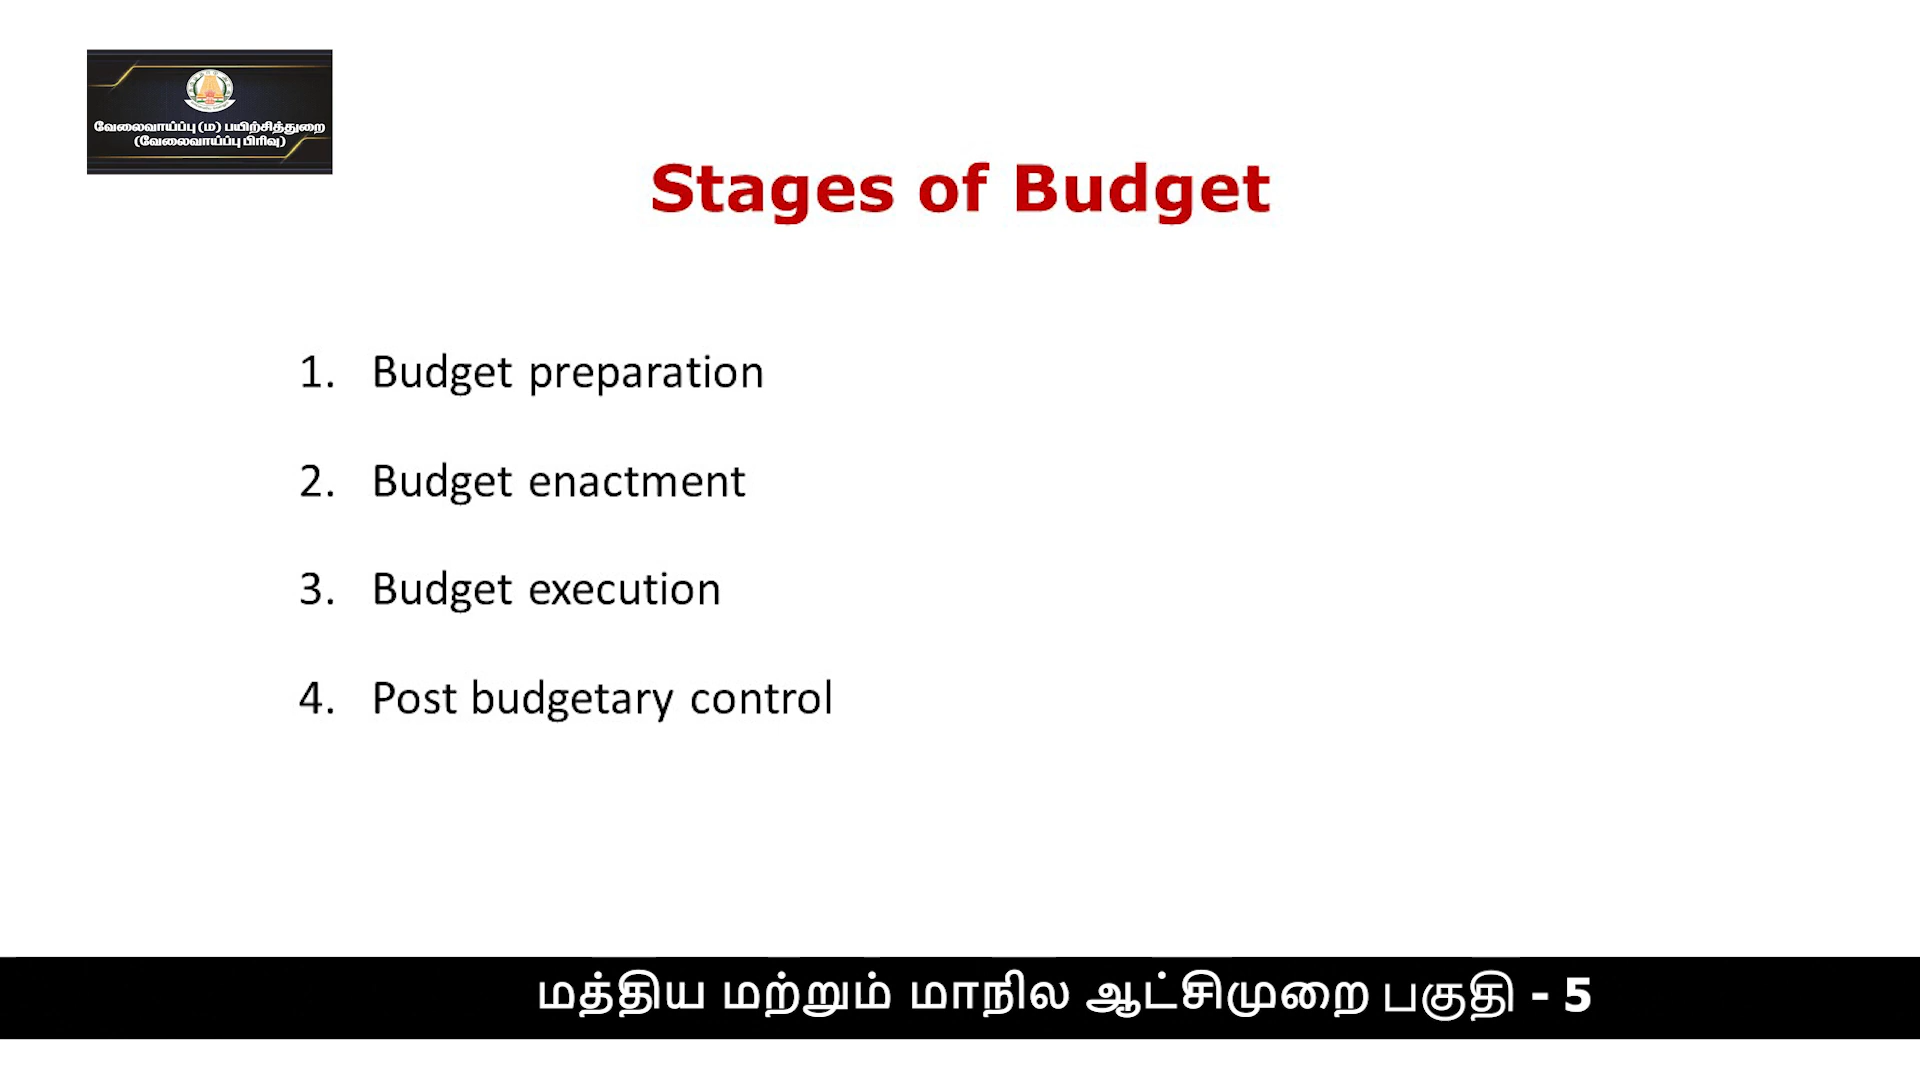 வேலைவாய்ப்பு (ம) பயிற்சித்துறை
(வேலைவாய்ப்பு பிரிவு)
Stages of Budget
1. Budget preparation
2. Budget enactment
3. Budget execution
4. Post budgetary control
மத்திய மற்றும் மாநில ஆட்சிமுறை பகுதி - 5